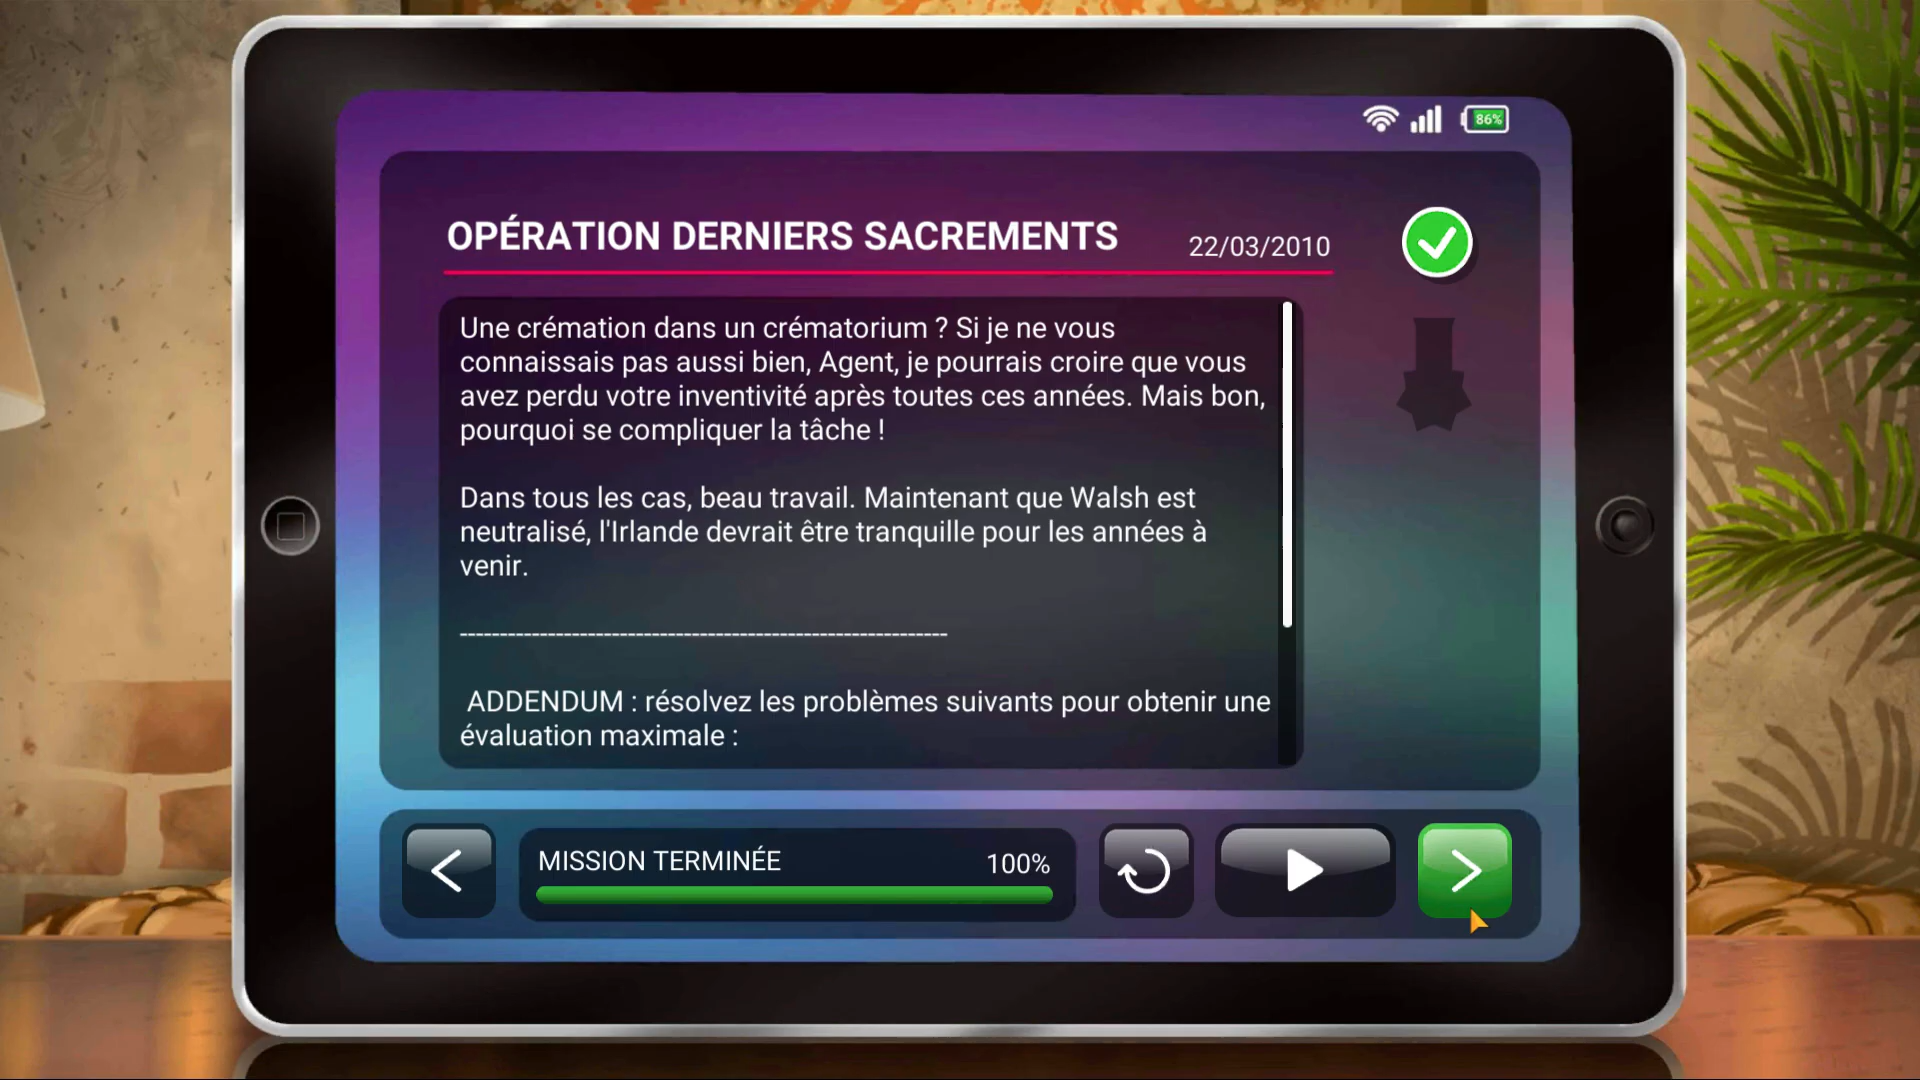 86%
OPÉRATION DERNIERS SACREMENTS
22/03/2010
Une crémation dans un crématorium ? Si je ne vous
connaissais pas aussi bien, Agent, je pourrais croire que vous
avez perdu votre inventivité après toutes ces années. Mais bon,
pourquoi se compliquer la tâche !
Dans tous les cas, beau travail. Maintenant que Walsh est
neutralisé, l'Irlande devrait être tranquille pour les années à
venir.
-------------------------------------------------------------
ADDENDUM : résolvez les problèmes suivants pour obtenir une
évaluation maximale :
MISSION TERMINÉE
100%